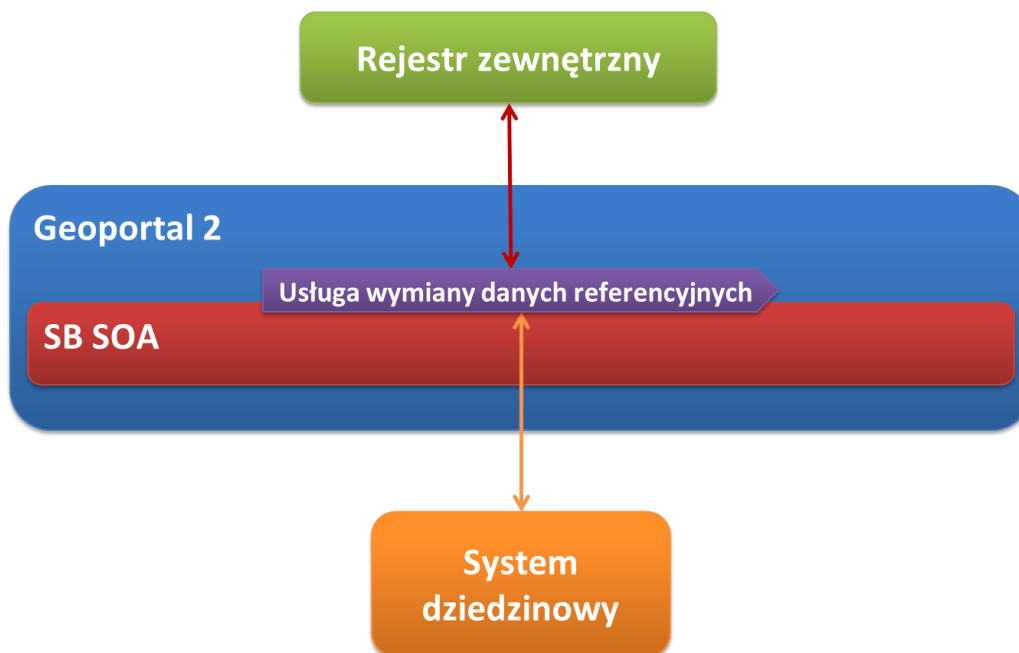 Rejestr zewnętrzny
Geoportal 2
Usługa wymiany danych referencyjnych
SB SOA
System
dziedzinowy